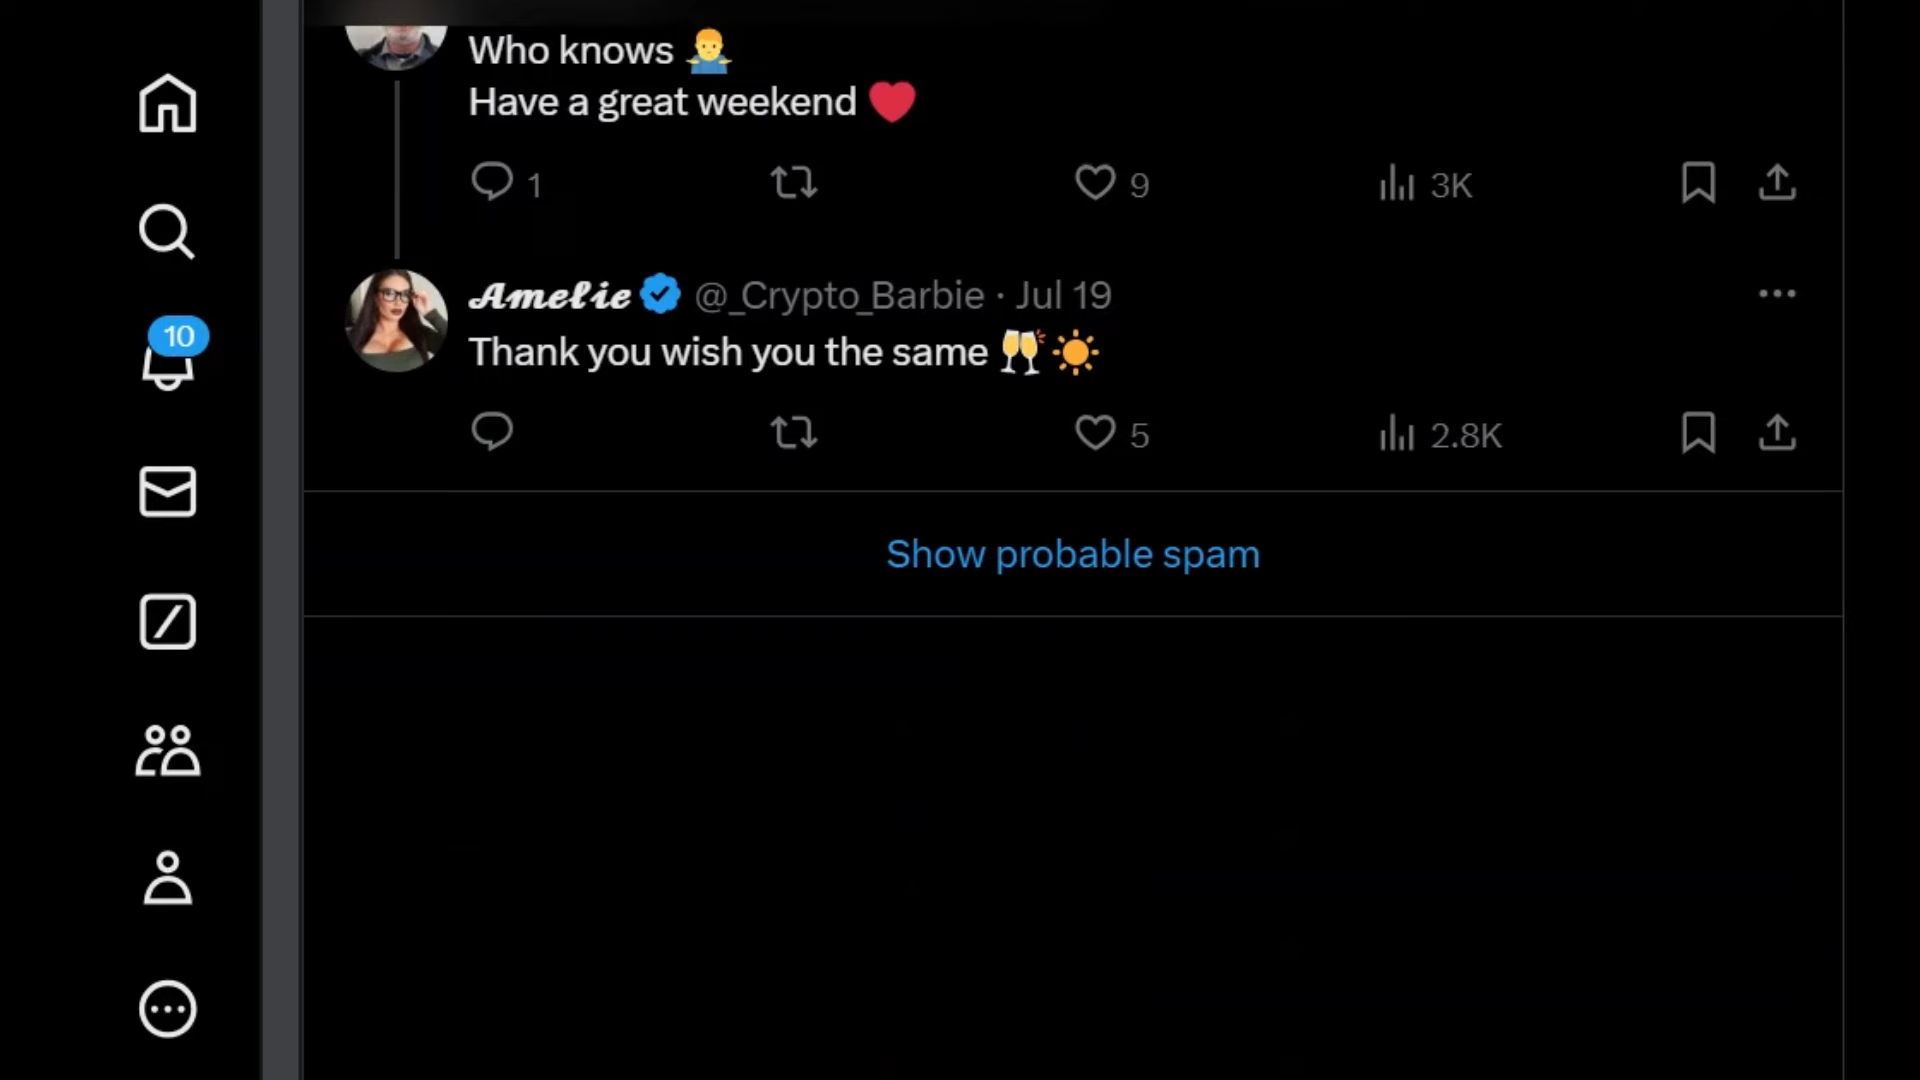 Who knows 🤷‍♂️
Have a great weekend ❤️
1 9 3K
𝓐𝓶𝓮𝓵𝓲𝓮 @_Crypto_Barbie · Jul 19
10
Thank you wish you the same 🥂☀️
5 2.8K
Show probable spam